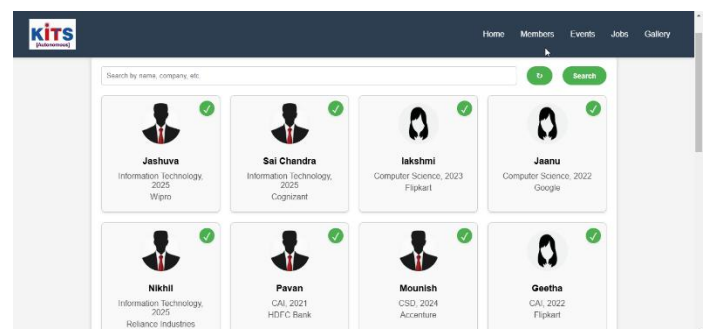 KiTS
[Autonomous]
Home Members Events Jobs Gallery
Search by name, company, etc.
Search
Jashuva
Information Technology,
2025
Wipro
Sai Chandra
Information Technology,
2025
Cognizant
lakshmi
Computer Science, 2023
Flipkart
Jaanu
Computer Science, 2022
Google
Nikhil
Information Technology,
2025
Reliance Industries
Pavan
CAI, 2021
HDFC Bank
Mounish
CSD, 2024
Accenture
Geetha
CAI, 2022
Flipkart